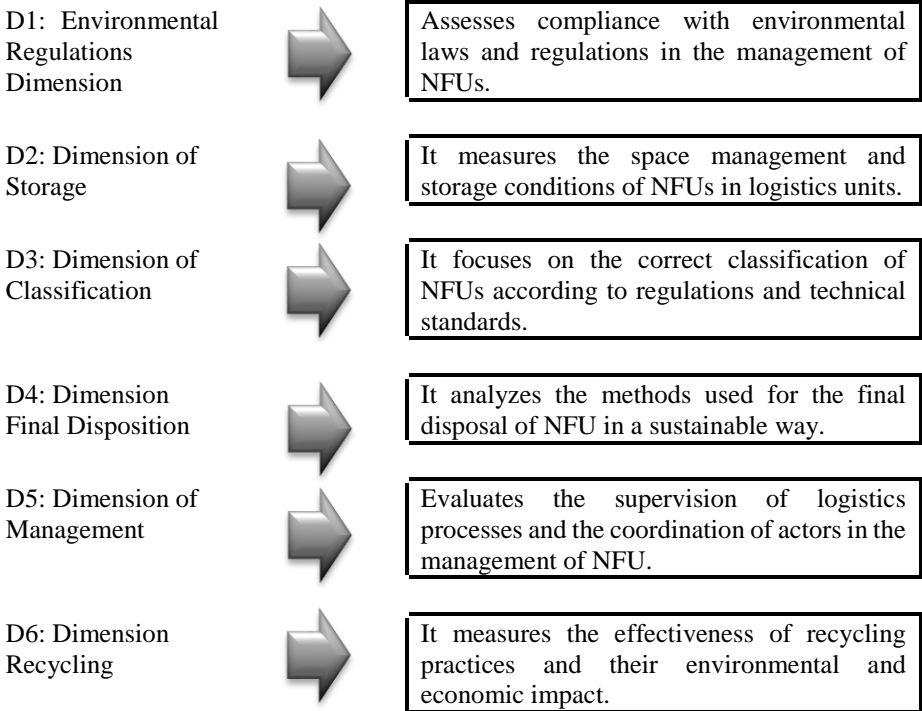 D1: Environmental
Regulations
Dimension
Assesses compliance with environmental
laws and regulations in the management of
NFUs.
D2: Dimension of
Storage
It measures the space management and
storage conditions of NFUs in logistics units.
D3: Dimension of
Classification
It focuses on the correct classification of
NFUs according to regulations and technical
standards.
D4: Dimension
Final Disposition
It analyzes the methods used for the final
disposal of NFU in a sustainable way.
D5: Dimension of
Management
Evaluates the supervision of logistics
processes and the coordination of actors in the
management of NFU.
D6: Dimension
Recycling
It measures the effectiveness of recycling
practices and their environmental and
economic impact.